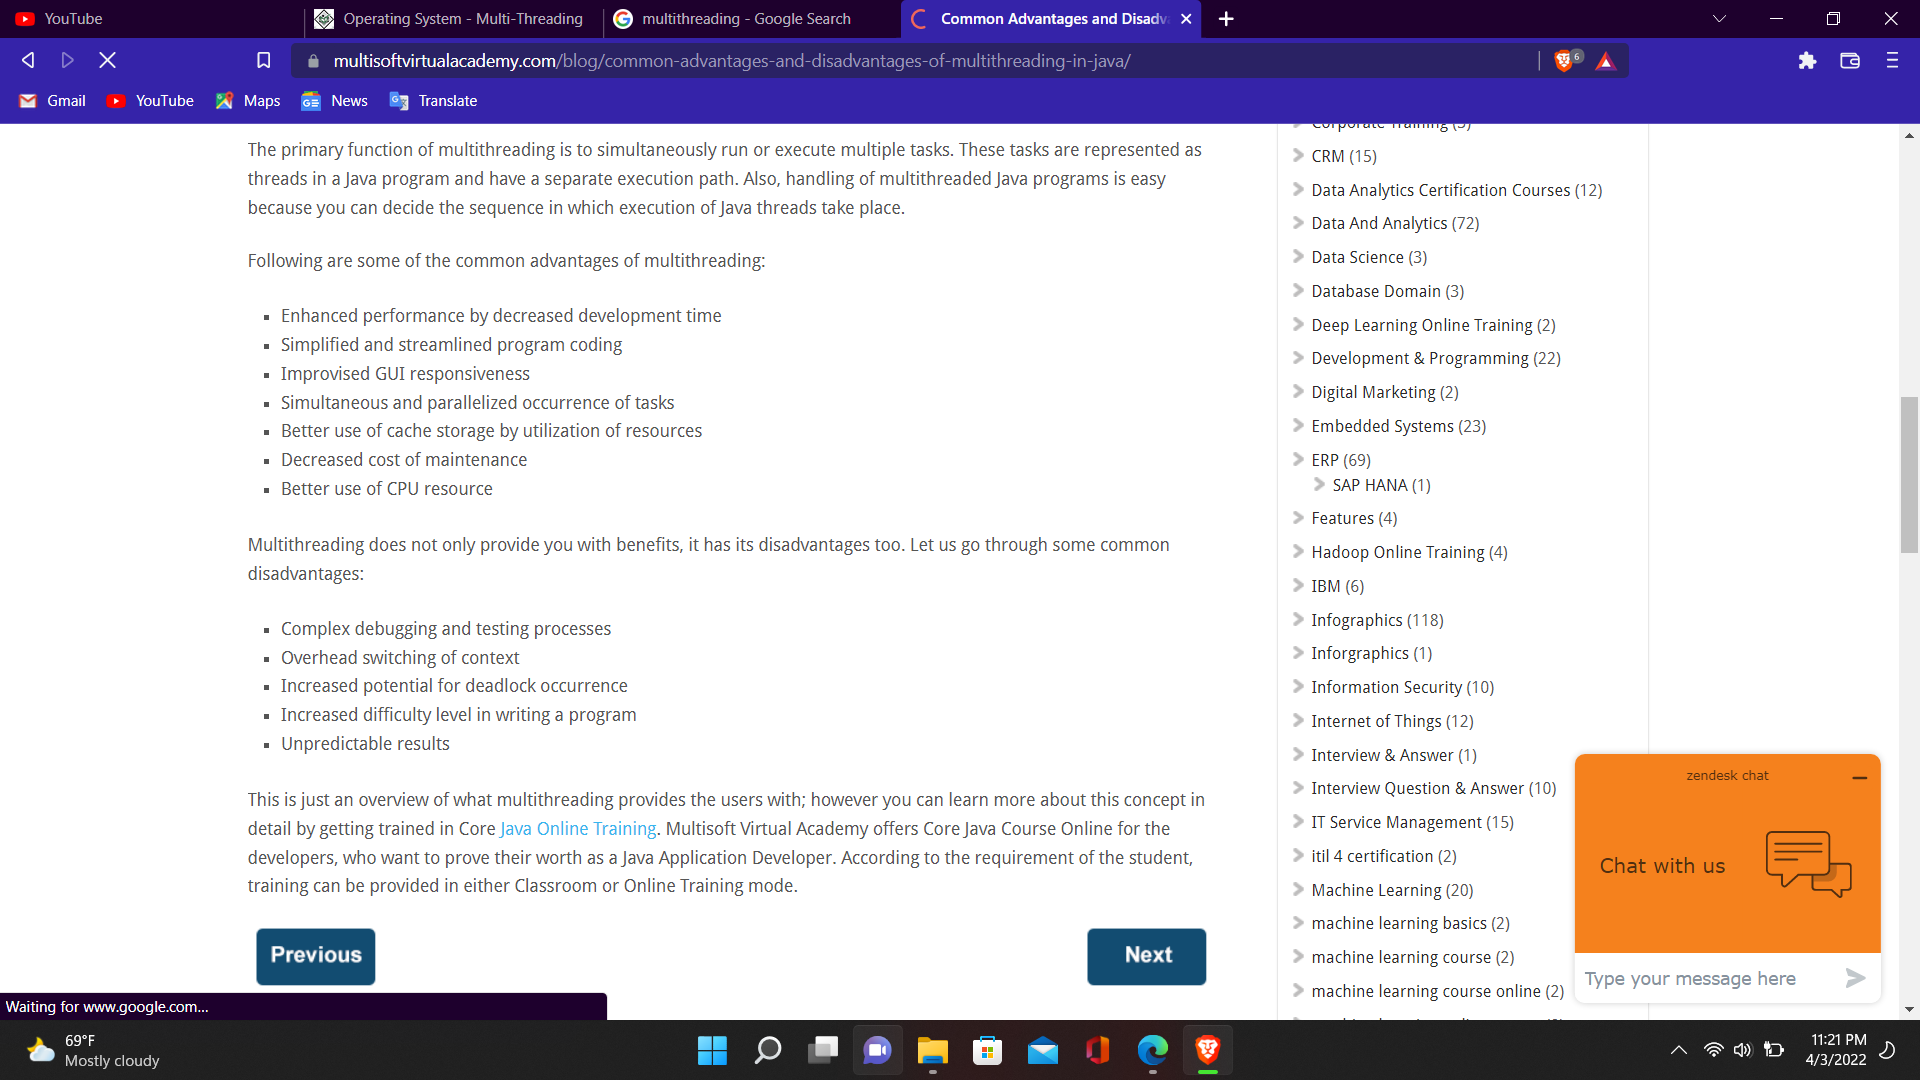 YouTube
Operating System - Multi-Threading
multithreading - Google Search
Common Advantages and Disadva
multisoftvirtualacademy.com/blog/common-advantages-and-disadvantages-of-multithreading-in-java/
6
Gmail
YouTube
Maps
News
Translate
The primary function of multithreading is to simultaneously run or execute multiple tasks. These tasks are represented as
threads in a Java program and have a separate execution path. Also, handling of multithreaded Java programs is easy
because you can decide the sequence in which execution of Java threads take place.
Following are some of the common advantages of multithreading:
Enhanced performance by decreased development time
Simplified and streamlined program coding
Improvised GUI responsiveness
Simultaneous and parallelized occurrence of tasks
Better use of cache storage by utilization of resources
Decreased cost of maintenance
Better use of CPU resource
Multithreading does not only provide you with benefits, it has its disadvantages too. Let us go through some common
disadvantages:
Complex debugging and testing processes
Overhead switching of context
Increased potential for deadlock occurrence
Increased difficulty level in writing a program
Unpredictable results
This is just an overview of what multithreading provides the users with; however you can learn more about this concept in
detail by getting trained in Core Java Online Training. Multisoft Virtual Academy offers Core Java Course Online for the
developers, who want to prove their worth as a Java Application Developer. According to the requirement of the student,
training can be provided in either Classroom or Online Training mode.
Previous
Next
Corporate Training (3)
CRM (15)
Data Analytics Certification Courses (12)
Data And Analytics (72)
Data Science (3)
Database Domain (3)
Deep Learning Online Training (2)
Development & Programming (22)
Digital Marketing (2)
Embedded Systems (23)
ERP (69)
SAP HANA (1)
Features (4)
Hadoop Online Training (4)
IBM (6)
Infographics (118)
Inforgraphics (1)
Information Security (10)
Internet of Things (12)
Interview & Answer (1)
Interview Question & Answer (10)
IT Service Management (15)
itil 4 certification (2)
Machine Learning (20)
machine learning basics (2)
machine learning course (2)
machine learning course online (2)
zendesk chat
Chat with us
Type your message here
Waiting for www.google.com...
69°F
Mostly cloudy
11:21 PM
4/3/2022